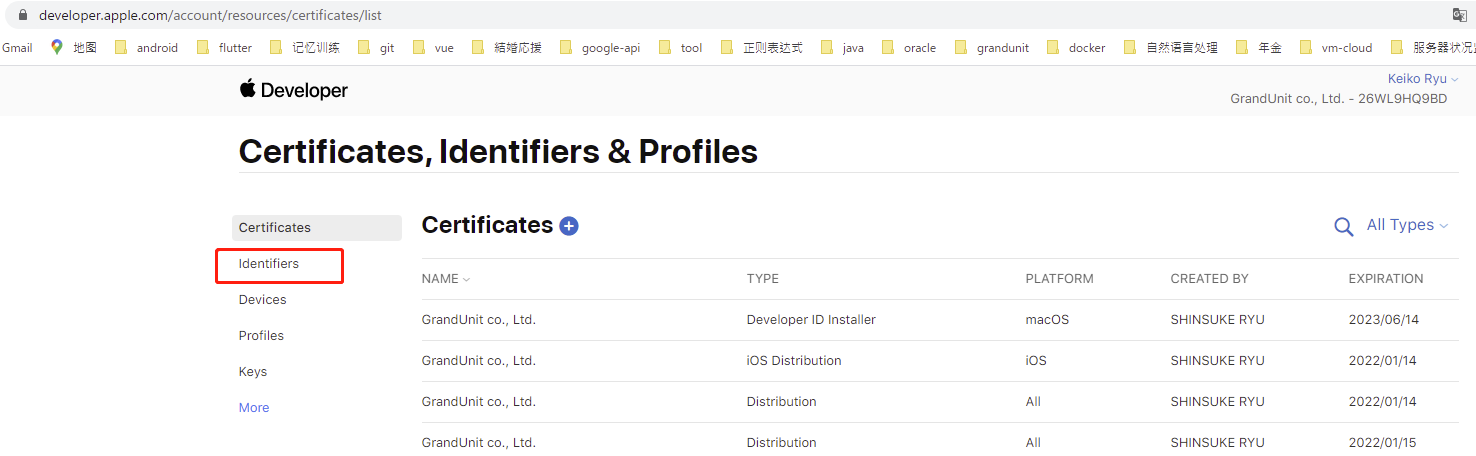 developer.apple.com/account/resources/certificates/list
Gmail 地图 android flutter 记忆训练 git vue 結婚応援 google-api tool 正则表达式 java oracle grandunit docker 自然语言处理 年金 vm-cloud 服务器状况
Developer
Keiko Ryu
GrandUnit co., Ltd. - 26WL9HQ9BD
Certificates, Identifiers & Profiles
Certificates
Identifiers
Devices
Profiles
Keys
More
Certificates
All Types
NAME TYPE PLATFORM CREATED BY EXPIRATION
GrandUnit co., Ltd. Developer ID Installer macOS SHINSUKE RYU 2023/06/14
GrandUnit co., Ltd. iOS Distribution iOS SHINSUKE RYU 2022/01/14
GrandUnit co., Ltd. Distribution All SHINSUKE RYU 2022/01/14
GrandUnit co., Ltd. Distribution All SHINSUKE RYU 2022/01/15